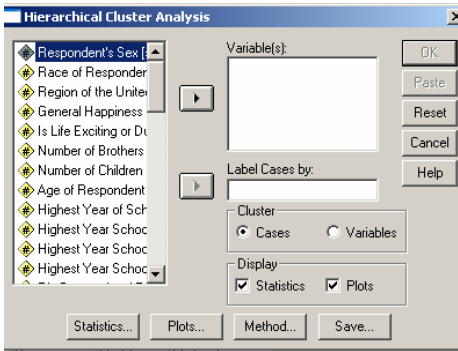 Hierarchical Cluster Analysis
Respondent's Sex [
Race of Responder
Region of the Unite
General Happiness
Is Life Exciting or Du
Number of Brothers
Number of Children
Age of Respondent
Highest Year of Sch
Highest Year Schoo
Highest Year Schoc
Highest Year Schoc
Variable(s):
Label Cases by:
Cluster
Cases Variables
Display
Statistics Plots
OK
Paste
Reset
Cancel
Help
Statistics... Plots... Method... Save...